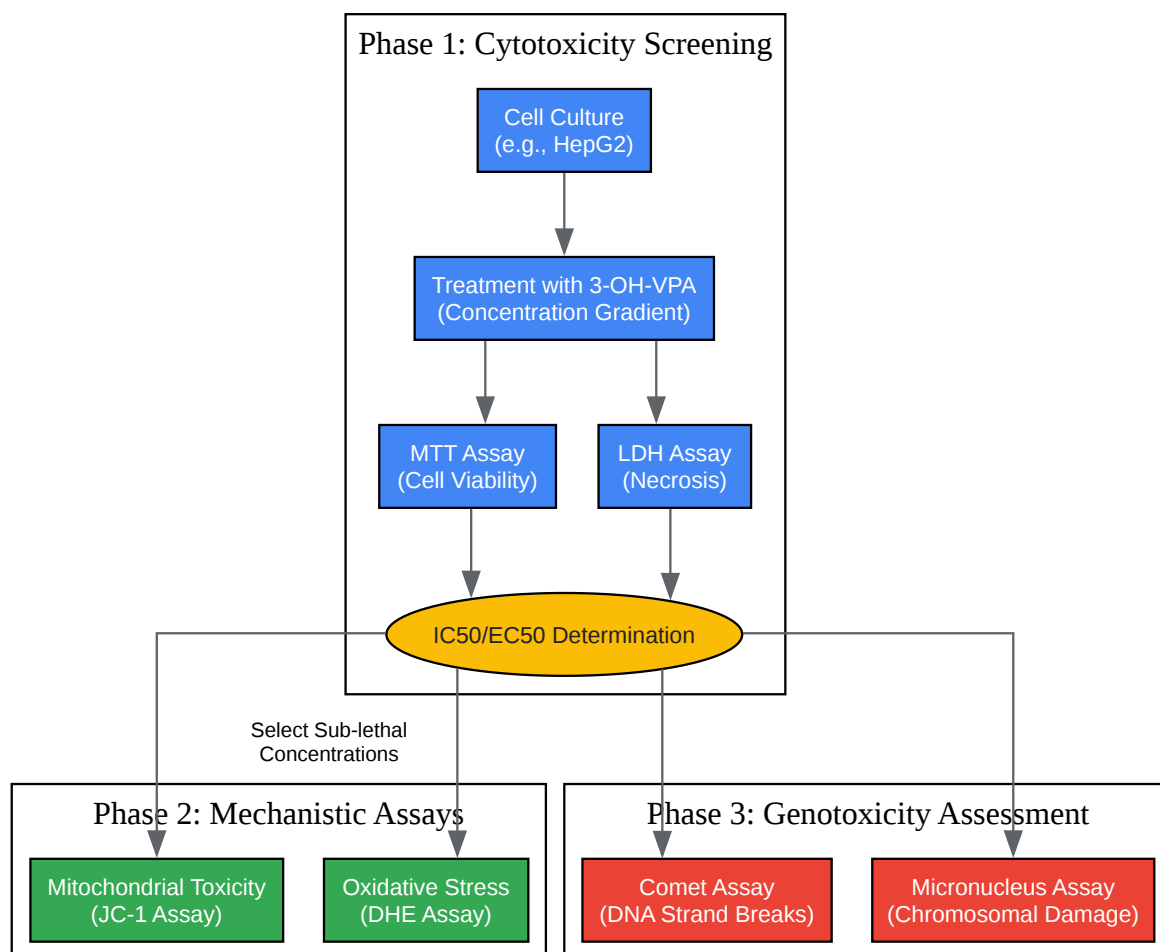 Phase 1: Cytotoxicity Screening
Cell Culture
(e.g., HepG2)
Treatment with 3-OH-VPA
(Concentration Gradient)
MTT Assay
(Cell Viability)
LDH Assay
(Necrosis)
IC50/EC50 Determination
Select Sub-lethal
Concentrations
Phase 2: Mechanistic Assays
Mitochondrial Toxicity
(JC-1 Assay)
Oxidative Stress
(DHE Assay)
Phase 3: Genotoxicity Assessment
Comet Assay
(DNA Strand Breaks)
Micronucleus Assay
(Chromosomal Damage)